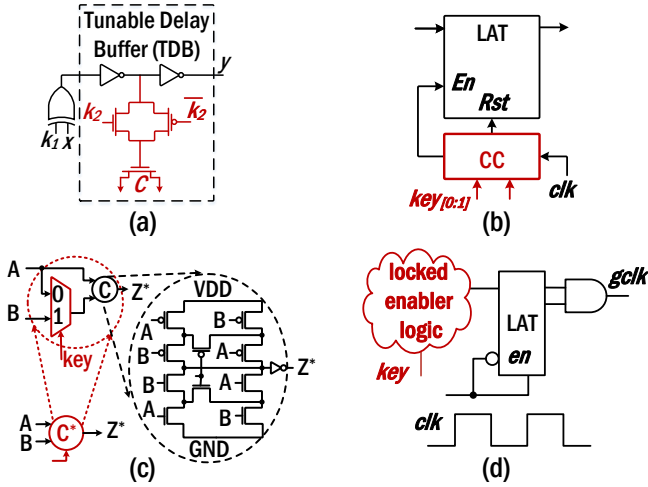 Tunable Delay
Buffer (TDB)
y
k2
k2
k1 x
C
(a)
LAT
En
Rst
CC
clk
key[0:1]
(b)
A
B
0
1
key
C
Z*
A
B
C*
Z*
VDD
A
B
B
A
B
A
A
B
Z*
GND
(c)
locked
enabler
logic
key
LAT
en
gclk
clk
(d)